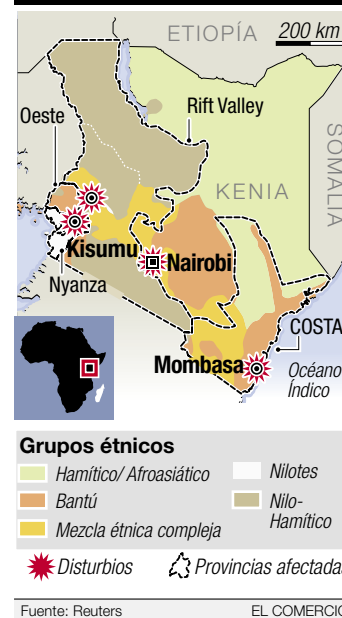 ETIOPÍA
200 km
Oeste
Rift Valley
SOMALIA
KENIA
Kisumu
Nairobi
Nyanza
COSTA
Mombasa
Océano
Índico
Grupos étnicos
Hamítico/ Afroasiático
Nilotes
Bantú
Nilo-
Hamítico
Mezcla étnica compleja
Disturbios
Provincias afectadas
Fuente: Reuters
EL COMERCIO